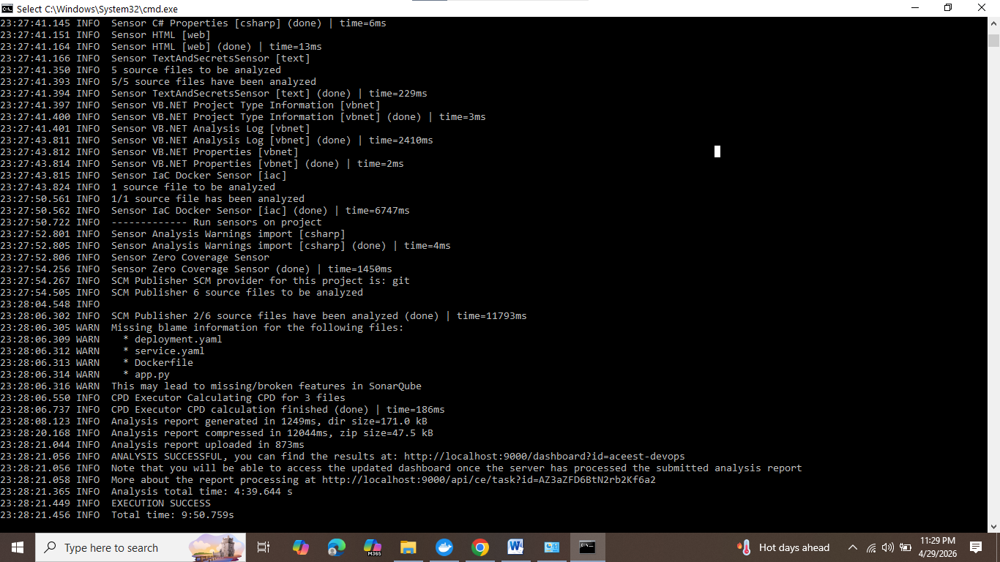 Select C:\Windows\System32\cmd.exe
23:27:41.145 INFO  Sensor C# Properties [csharp] (done) | time=6ms
23:27:41.151 INFO  Sensor HTML [web]
23:27:41.164 INFO  Sensor HTML [web] (done) | time=13ms
23:27:41.166 INFO  Sensor TextAndSecretsSensor [text]
23:27:41.350 INFO  5 source files to be analyzed
23:27:41.393 INFO  5/5 source files have been analyzed
23:27:41.394 INFO  Sensor TextAndSecretsSensor [text] (done) | time=229ms
23:27:41.397 INFO  Sensor VB.NET Project Type Information [vbnet]
23:27:41.400 INFO  Sensor VB.NET Project Type Information [vbnet] (done) | time=3ms
23:27:41.401 INFO  Sensor VB.NET Analysis Log [vbnet]
23:27:43.811 INFO  Sensor VB.NET Analysis Log [vbnet] (done) | time=2410ms
23:27:43.812 INFO  Sensor VB.NET Properties [vbnet]
23:27:43.814 INFO  Sensor VB.NET Properties [vbnet] (done) | time=2ms
23:27:43.815 INFO  Sensor IaC Docker Sensor [iac]
23:27:43.824 INFO  1 source file to be analyzed
23:27:50.561 INFO  1/1 source file has been analyzed
23:27:50.562 INFO  Sensor IaC Docker Sensor [iac] (done) | time=6747ms
23:27:50.722 INFO  ------------- Run sensors on project
23:27:52.801 INFO  Sensor Analysis Warnings import [csharp]
23:27:52.805 INFO  Sensor Analysis Warnings import [csharp] (done) | time=4ms
23:27:52.806 INFO  Sensor Zero Coverage Sensor
23:27:54.256 INFO  Sensor Zero Coverage Sensor (done) | time=1450ms
23:27:54.267 INFO  SCM Publisher SCM provider for this project is: git
23:27:54.505 INFO  SCM Publisher 6 source files to be analyzed
23:28:04.548 INFO
23:28:06.302 INFO  SCM Publisher 2/6 source files have been analyzed (done) | time=11793ms
23:28:06.305 WARN  Missing blame information for the following files:
23:28:06.309 WARN    * deployment.yaml
23:28:06.312 WARN    * service.yaml
23:28:06.313 WARN    * Dockerfile
23:28:06.314 WARN    * app.py
23:28:06.316 WARN  This may lead to missing/broken features in SonarQube
23:28:06.550 INFO  CPD Executor Calculating CPD for 3 files
23:28:06.737 INFO  CPD Executor CPD calculation finished (done) | time=186ms
23:28:08.123 INFO  Analysis report generated in 1249ms, dir size=171.0 kB
23:28:20.168 INFO  Analysis report compressed in 12044ms, zip size=47.5 kB
23:28:21.044 INFO  Analysis report uploaded in 873ms
23:28:21.056 INFO  ANALYSIS SUCCESSFUL, you can find the results at: http://localhost:9000/dashboard?id=aceest-devops
23:28:21.056 INFO  Note that you will be able to access the updated dashboard once the server has processed the submitted analysis report
23:28:21.058 INFO  More about the report processing at http://localhost:9000/api/ce/task?id=AZ3aZFD6BtN2rb2Kf6a2
23:28:21.365 INFO  Analysis total time: 4:39.644 s
23:28:21.449 INFO  EXECUTION SUCCESS
23:28:21.456 INFO  Total time: 9:50.759s
Type here to search
M365
Hot days ahead
11:29 PM
4/29/2026